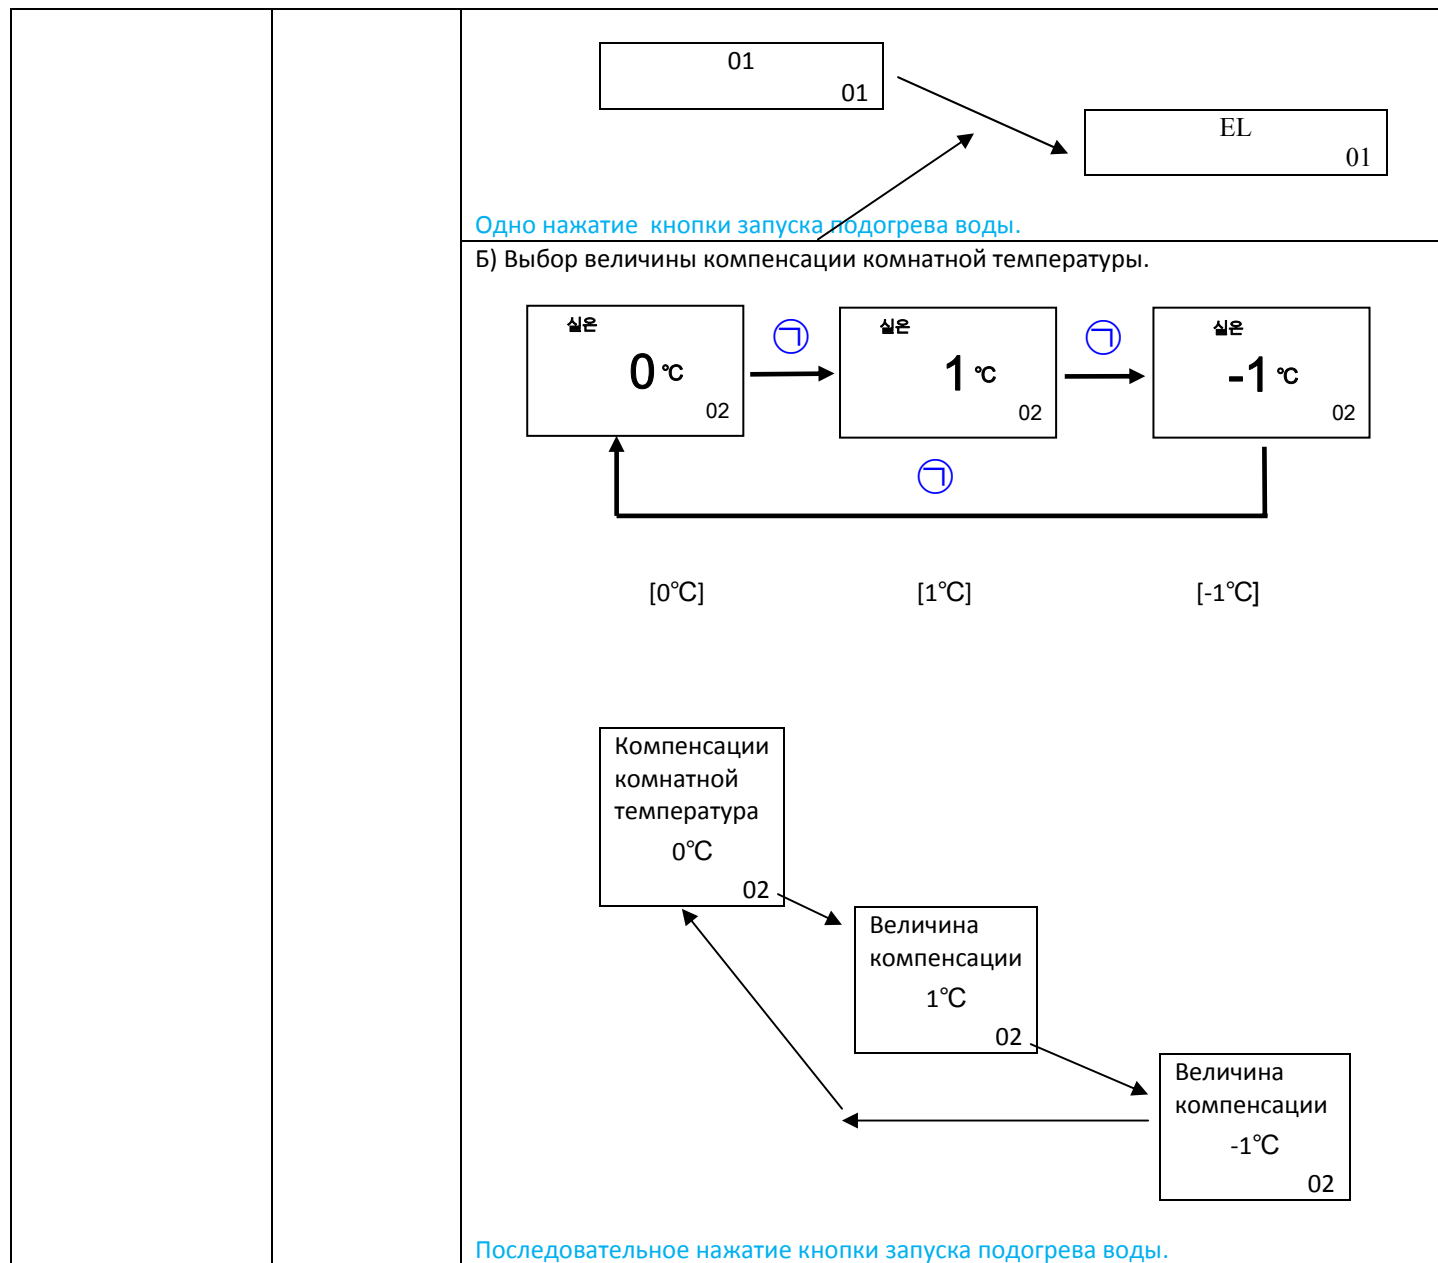 01
01
EL
01
Одно нажатие кнопки запуска подогрева воды.
Б) Выбор величины компенсации комнатной температуры.
실온
0 ℃
02
㉠
실온
1 ℃
02
㉠
실온
-1 ℃
02
㉠
[0℃]
[1℃]
[-1℃]
Компенсации
комнатной
температура
0℃
02
Величина
компенсации
1℃
02
Величина
компенсации
-1℃
02
Последовательное нажатие кнопки запуска подогрева воды.